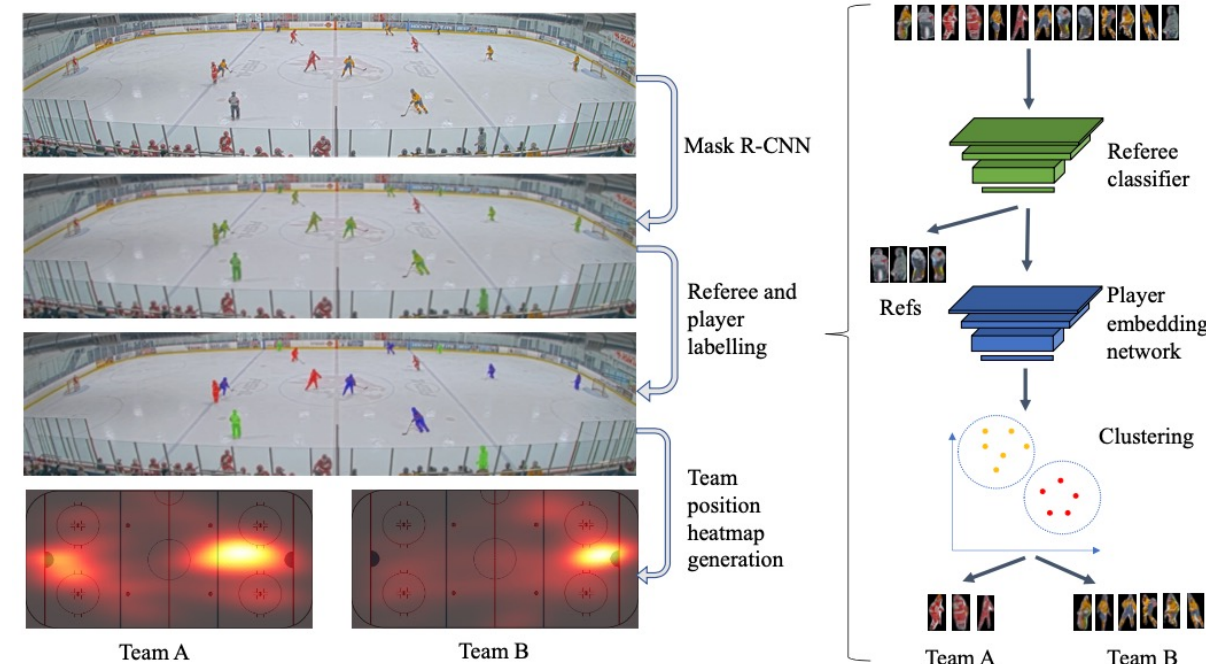 Mask R-CNN
Referee and
player
labelling
Team
position
heatmap
generation
Team A
Team B
Referee
classifier
Refs
Player
embedding
network
Clustering
Team A
Team B